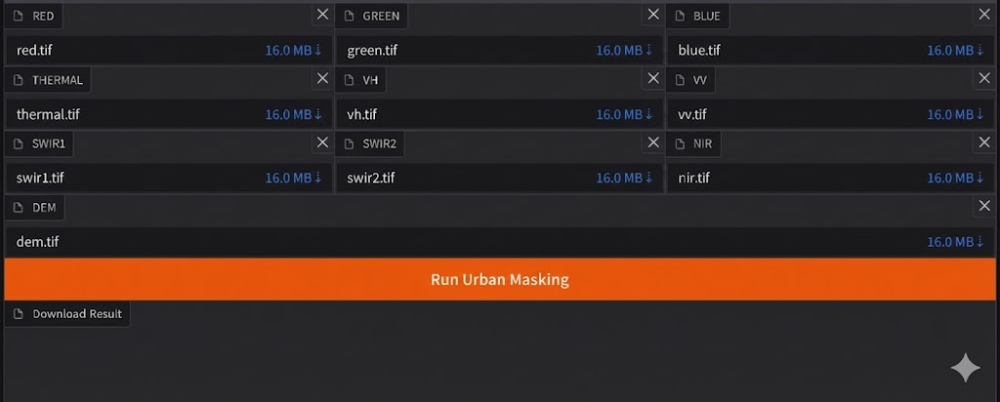 RED GREEN BLUE
red.tif 16.0 MB⇣ green.tif 16.0 MB⇣ blue.tif 16.0 MB⇣
THERMAL VH VV
thermal.tif 16.0 MB⇣ vh.tif 16.0 MB⇣ vv.tif 16.0 MB⇣
SWIR1 SWIR2 NIR
swir1.tif 16.0 MB⇣ swir2.tif 16.0 MB⇣ nir.tif 16.0 MB⇣
DEM
dem.tif 16.0 MB⇣
Run Urban Masking
Download Result